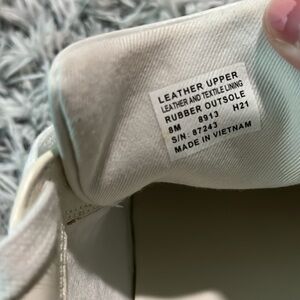 LEATHER UPPER
LEATHER AND TEXTILE LINING
RUBBER OUTSOLE
8M 8913 H21
S/N: 87243
MADE IN VIETNAM